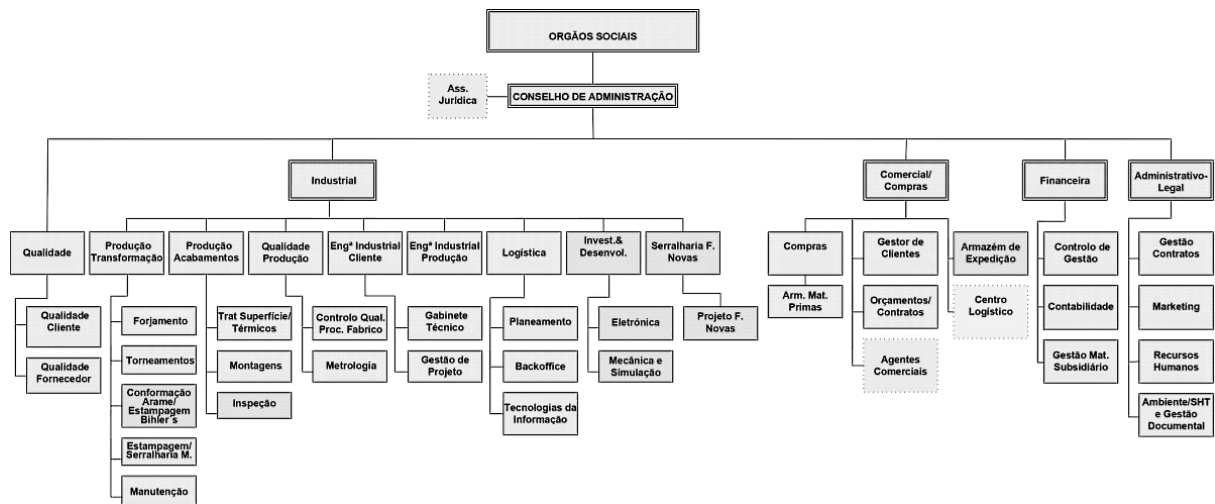 ORGÃOS SOCIAIS
Ass.
Jurídica
CONSELHO DE ADMINISTRAÇÃO
Industrial
Comercial/
Compras
Financeira
Administrativo-
Legal
Qualidade
Produção
Transformação
Produção
Acabamentos
Qualidade
Produção
Engª Industrial
Cliente
Engª Industrial
Produção
Logística
Invest.&
Desenvol.
Serralharia F.
Novas
Compras
Gestor de
Clientes
Armazém de
Expedição
Controlo de
Gestão
Gestão
Contratos
Qualidade
Cliente
Qualidade
Fornecedor
Forjamento
Torneamentos
Conformação
Arame/
Estampagem
Bihler´s
Estampagem/
Serralharia M.
Manutenção
Trat Superfície/
Térmicos
Montagens
Inspeção
Controlo Qual.
Proc. Fabrico
Metrologia
Gabinete
Técnico
Gestão de
Projeto
Planeamento
Backoffice
Tecnologias da
Informação
Eletrónica
Mecânica e
Simulação
Projeto F.
Novas
Arm. Mat.
Primas
Orçamentos/
Contratos
Agentes
Comerciais
Centro
Logístico
Contabilidade
Gestão Mat.
Subsidiário
Marketing
Recursos
Humanos
Ambiente/SHT
e Gestão
Documental